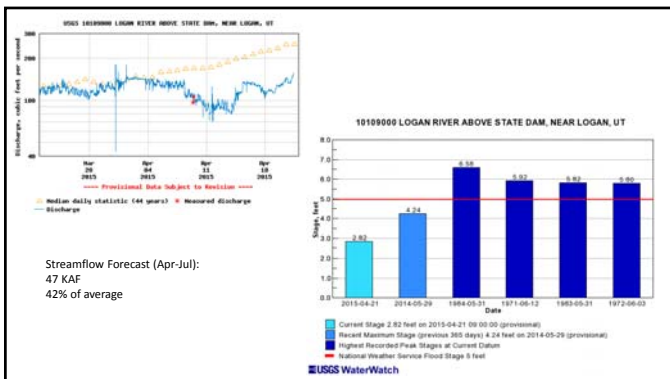 USGS 10109000 LOGAN RIVER ABOVE STATE DAM, NEAR LOGAN, UT
Discharge, cubic feet per second
300
200
100
40
Mar
28
2015
Apr
04
2015
Apr
11
2015
Apr
18
2015
---- Provisional Data Subject to Revision ----
Median daily statistic (44 years)
Measured discharge
Discharge
Streamflow Forecast (Apr-Jul):
47 KAF
42% of average
10109000 LOGAN RIVER ABOVE STATE DAM, NEAR LOGAN, UT
Stage, feet
8.0
7.0
6.0
5.0
4.0
3.0
2.0
1.0
0.0
2.82
4.24
6.58
5.92
5.82
5.80
2015-04-21
2014-05-29
1984-05-31
1971-06-12
1983-05-31
1972-06-03
Date
Current Stage 2.82 feet on 2015-04-21 09:00:00 (provisional)
Recent Maximum Stage (previous 365 days) 4.24 feet on 2014-05-29 (provisional)
Highest Recorded Peak Stages at Current Datum
National Weather Service Flood Stage 5 feet
USGS WaterWatch